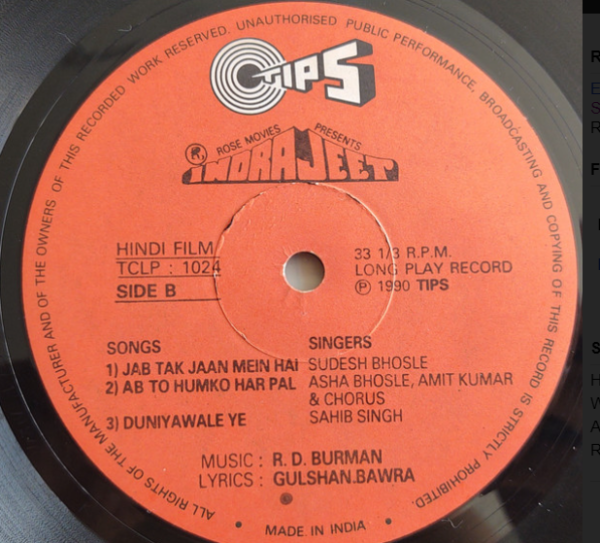 ALL RIGHTS OF THE MANUFACTURER AND OF THE OWNERS OF THIS RECORDED WORK RESERVED. UNAUTHORISED PUBLIC PERFORMANCE, BROADCASTING AND COPYING OF THIS RECORD IS STRICTLY PROHIBITED.
TIPS
ROSE MOVIES PRESENTS
INDRAJEET
HINDI FILM
TCLP : 1024
SIDE B
33 1/3 R.P.M.
LONG PLAY RECORD
Ⓟ 1990 TIPS
SONGS SINGERS
1) JAB TAK JAAN MEIN HAI SUDESH BHOSLE
2) AB TO HUMKO HAR PAL ASHA BHOSLE, AMIT KUMAR
& CHORUS
3) DUNIYAWALE YE SAHIB SINGH
MUSIC : R. D. BURMAN
LYRICS : GULSHAN.BAWRA
• MADE IN INDIA •